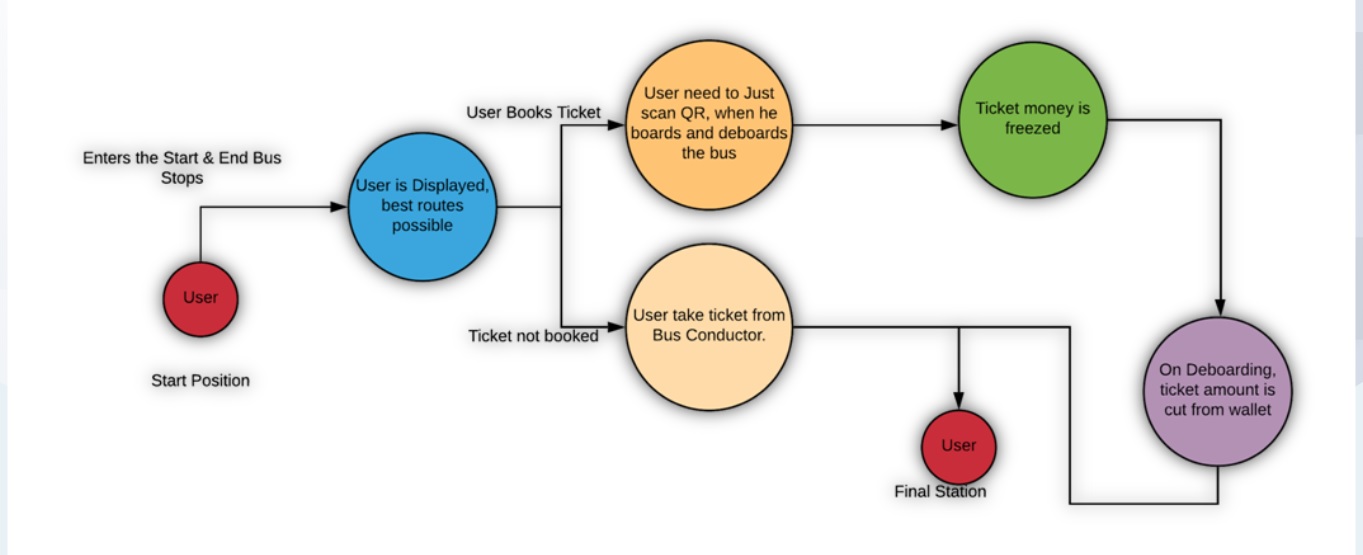 Enters the Start & End Bus
Stops
User
Start Position
User is Displayed,
best routes
possible
User Books Ticket
Ticket not booked
User need to Just
scan QR, when he
boards and deboards
the bus
User take ticket from
Bus Conductor.
Ticket money is
freezed
On Deboarding,
ticket amount is
cut from wallet
User
Final Station